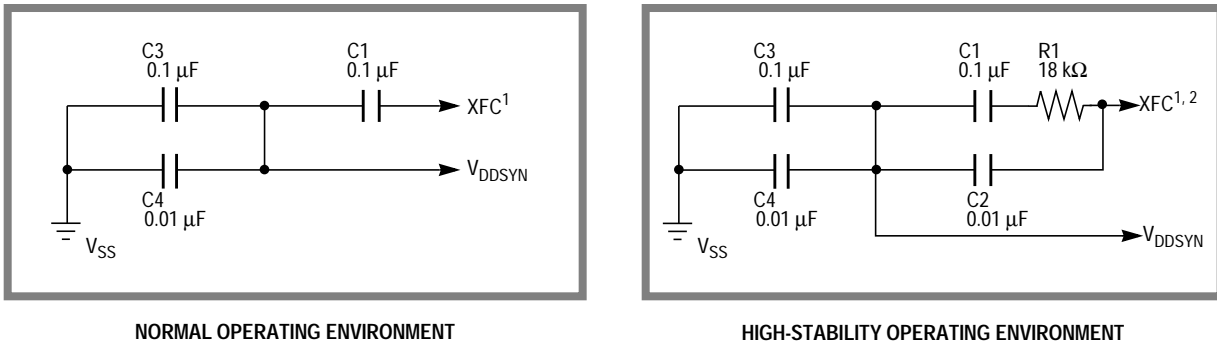 C3
0.1 μF
C1
0.1 μF
XFC1
C4
0.01 μF
VDDSYN
VSS
NORMAL OPERATING ENVIRONMENT
C3
0.1 μF
C1
0.1 μF
R1
18 kΩ
XFC1, 2
C4
0.01 μF
C2
0.01 μF
VDDSYN
VSS
HIGH-STABILITY OPERATING ENVIRONMENT